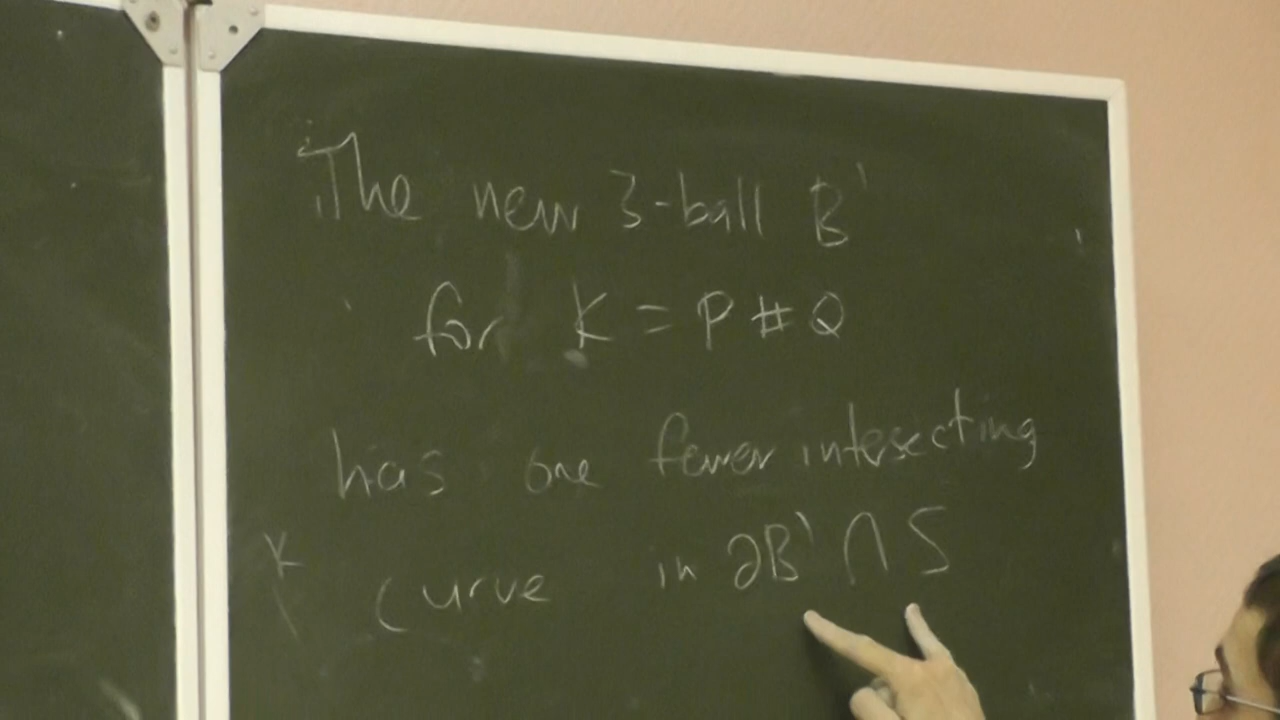 The new 3-ball B'
for K = P # Q
has one fewer intersecting
curve in ∂B' ∩ S